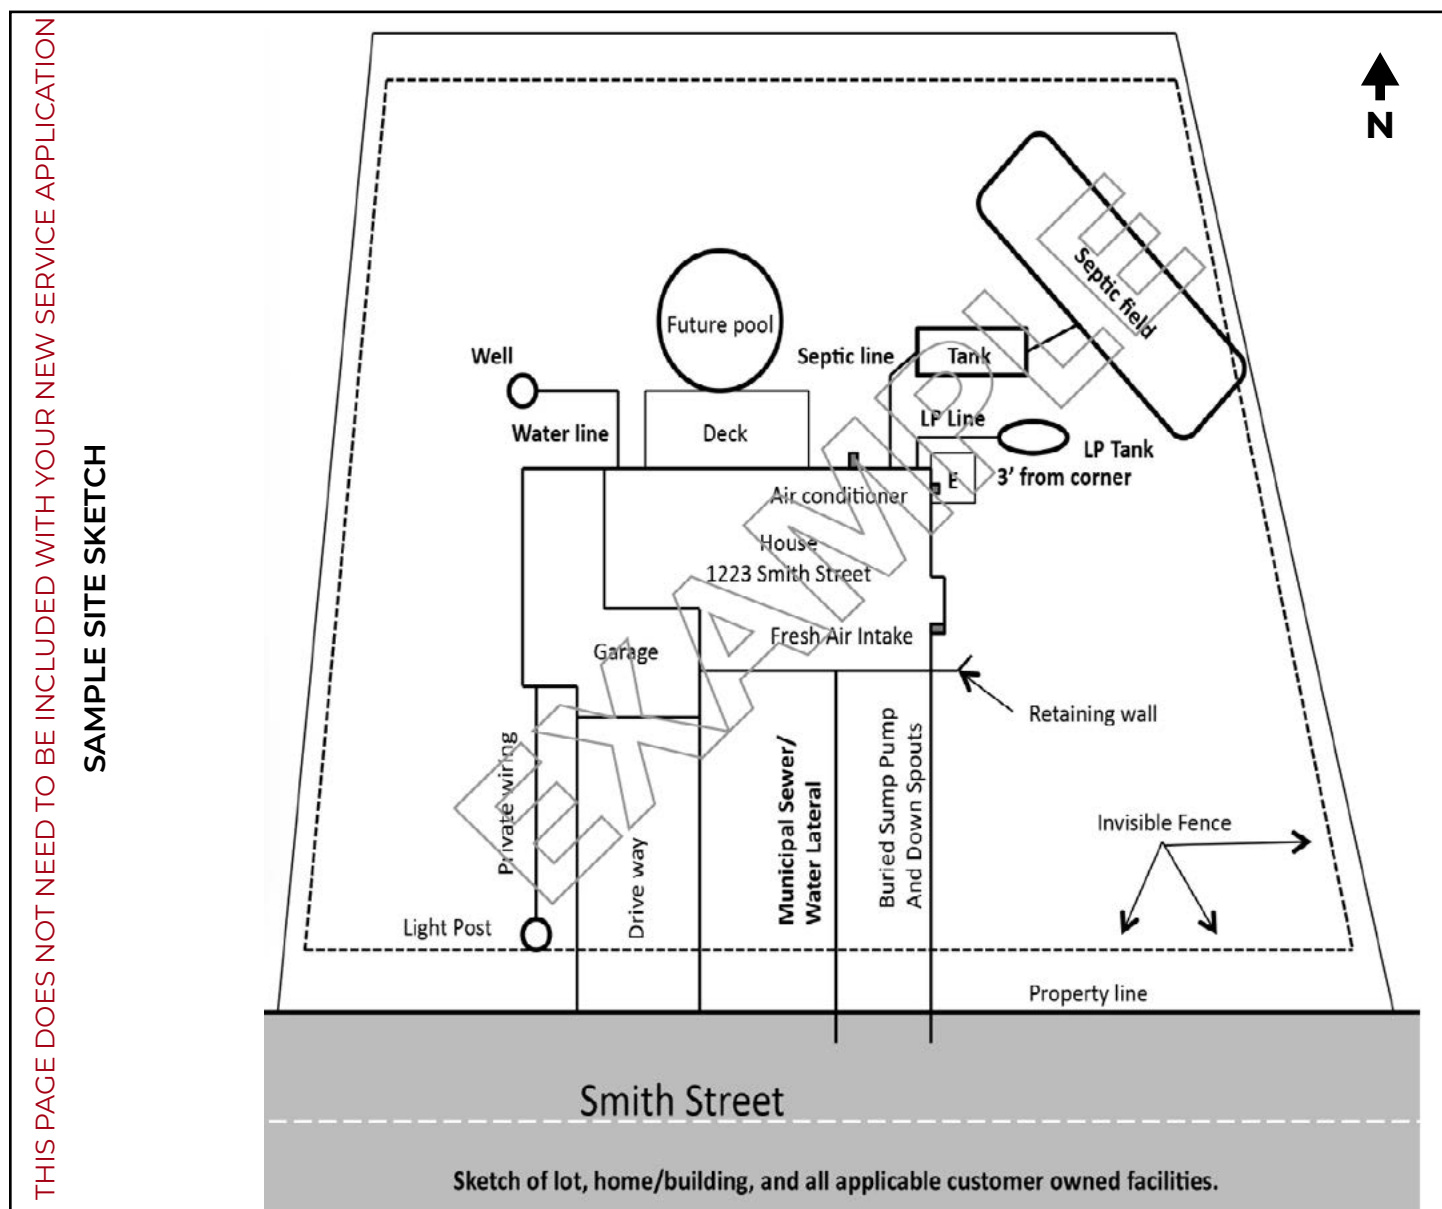 THIS PAGE DOES NOT NEED TO BE INCLUDED WITH YOUR NEW SERVICE APPLICATION
SAMPLE SITE SKETCH
N
Septic field
Future pool
Well
Septic line
Tank
Water line
Deck
LP Line
LP Tank
3' from corner
E
Air conditioner
House
1223 Smith Street
Fresh Air Intake
Garage
Retaining wall
Private wiring
Drive way
Municipal Sewer/
Water Lateral
Buried Sump Pump
And Down Spouts
Invisible Fence
Light Post
Property line
EXAMPLE
Smith Street
Sketch of lot, home/building, and all applicable customer owned facilities.